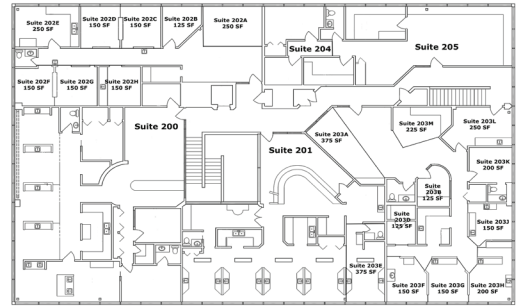 Suite 202E
250 SF
Suite 202D
150 SF
Suite 202C
150 SF
Suite 202B
125 SF
Suite 202A
250 SF
Suite 204
Suite 205
Suite 202F
150 SF
Suite 202G
150 SF
Suite 202H
150 SF
Suite 200
Suite 201
Suite 203A
375 SF
Suite 203M
225 SF
Suite 203L
250 SF
Suite 203K
200 SF
Suite 203B
125 SF
Suite 203D
125 SF
Suite 203J
150 SF
Suite 203E
375 SF
Suite 203F
150 SF
Suite 203G
150 SF
Suite 203H
200 SF